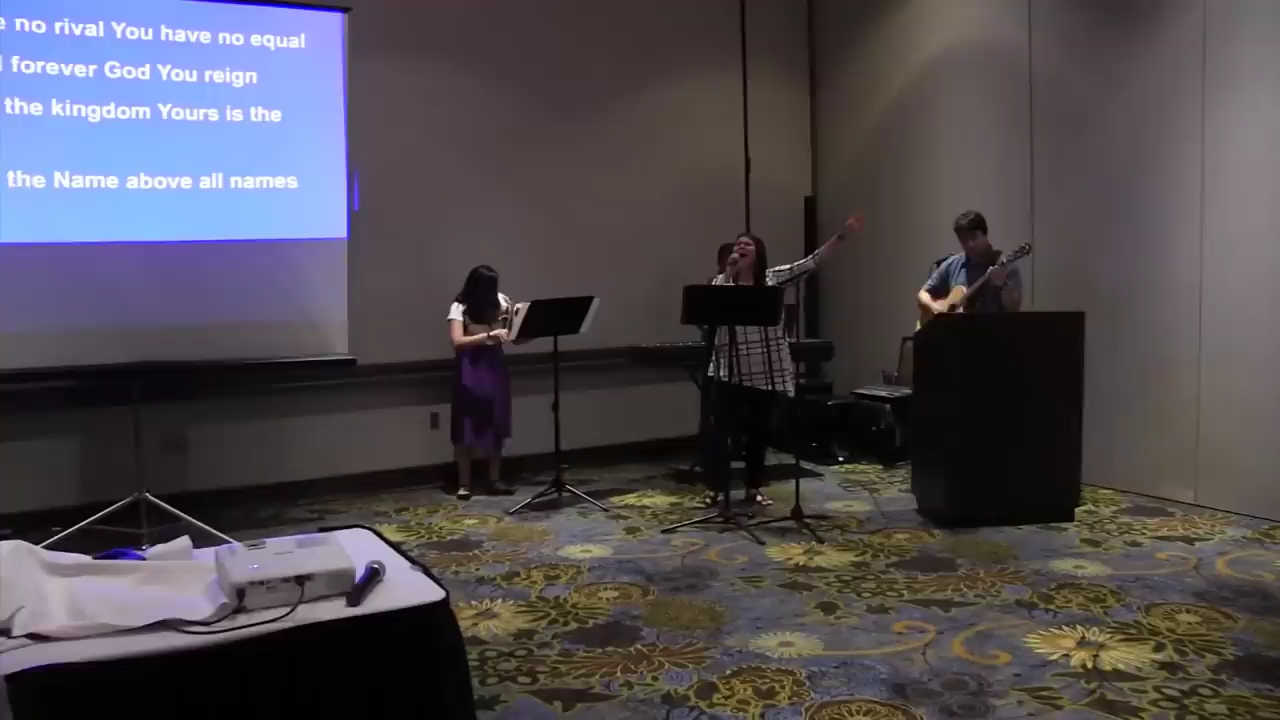 no rival You have no equal
forever God You reign
the kingdom Yours is the
the Name above all names